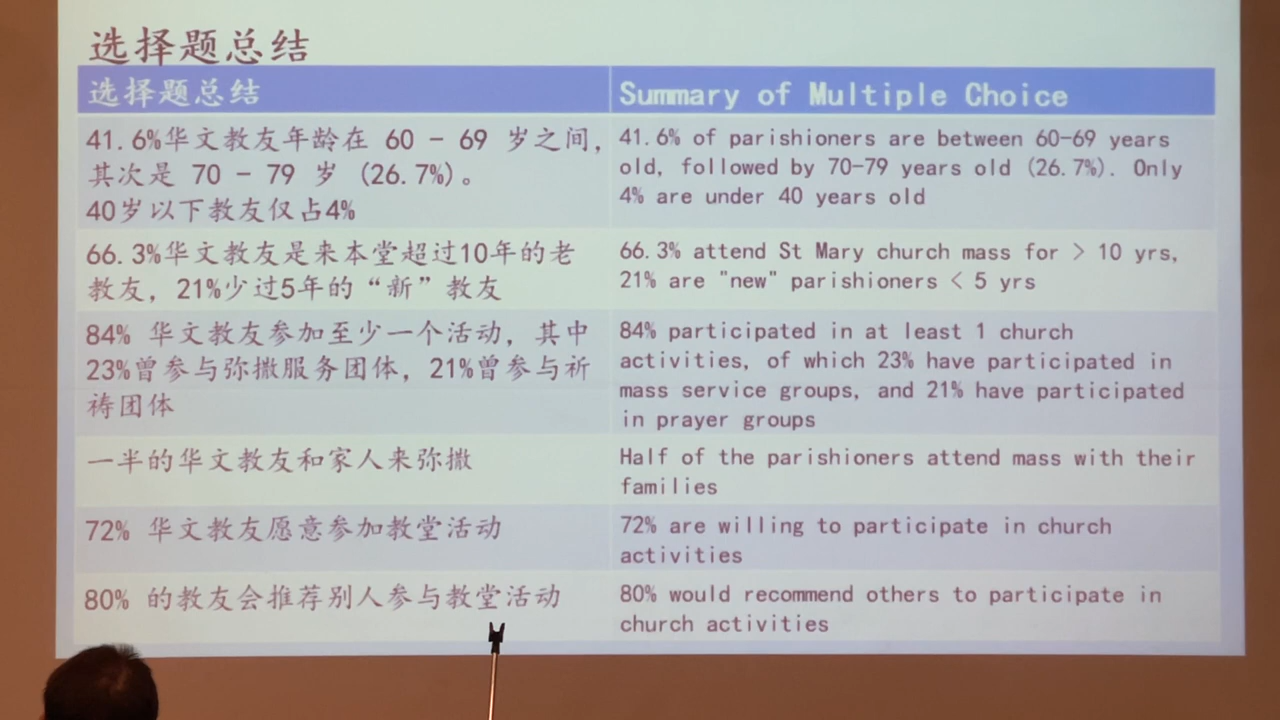 选择题总结
选择题总结
Summary of Multiple Choice
41.6%华文教友年龄在 60 - 69 岁之间,
其次是 70 - 79 岁 (26.7%)。
40岁以下教友仅占4%
41.6% of parishioners are between 60-69 years
old, followed by 70-79 years old (26.7%). Only
4% are under 40 years old
66.3%华文教友是来本堂超过10年的老
教友, 21%少过5年的“新”教友
66.3% attend St Mary church mass for > 10 yrs,
21% are "new" parishioners < 5 yrs
84% 华文教友参加至少一个活动, 其中
23%曾参与弥撒服务团体, 21%曾参与祈
祷团体
84% participated in at least 1 church
activities, of which 23% have participated in
mass service groups, and 21% have participated
in prayer groups
一半的华文教友和家人来弥撒
Half of the parishioners attend mass with their
families
72% 华文教友愿意参加教堂活动
72% are willing to participate in church
activities
80% 的教友会推荐别人参与教堂活动
80% would recommend others to participate in
church activities